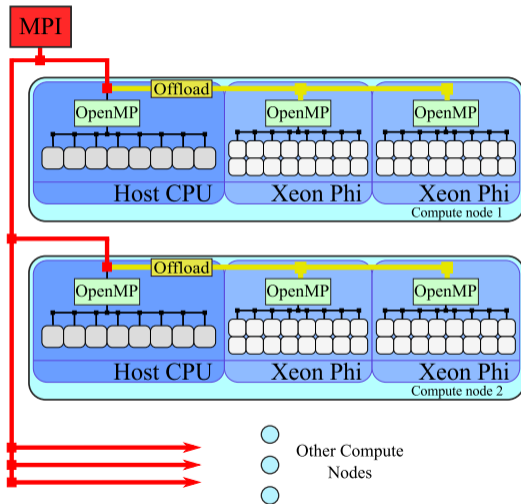 MPI
Offload
OpenMP OpenMP OpenMP
Host CPU Xeon Phi Xeon Phi
Compute node 1
Offload
OpenMP OpenMP OpenMP
Host CPU Xeon Phi Xeon Phi
Compute node 2
Other Compute
Nodes